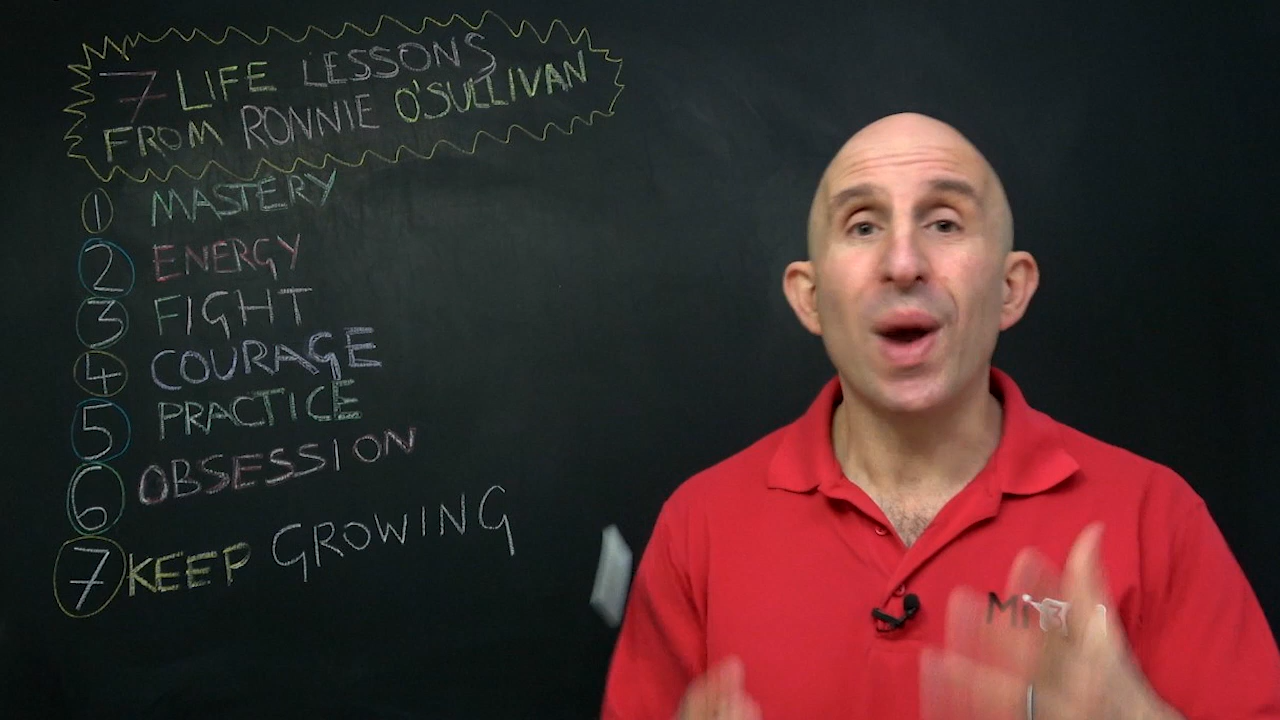 7 LIFE LESSONS
FROM RONNIE O'SULLIVAN
1 MASTERY
2 ENERGY
3 FIGHT
4 COURAGE
5 PRACTICE
6 OBSESSION
7 KEEP GROWING